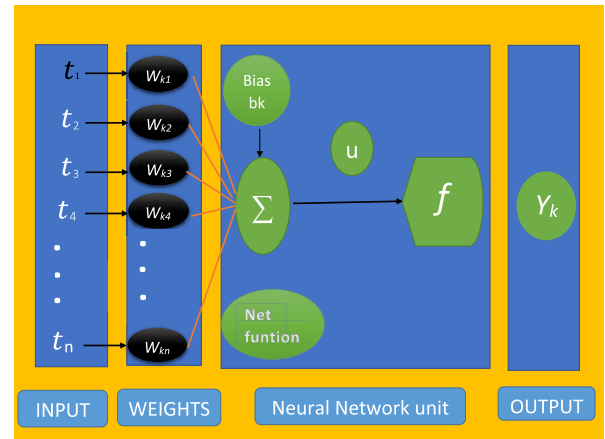 t1
Wk1
t2
Wk2
t3
Wk3
t4
Wk4
tn
Wkn
Bias
bk
u
∑
f
Net
funtion
Yk
INPUT
WEIGHTS
Neural Network unit
OUTPUT